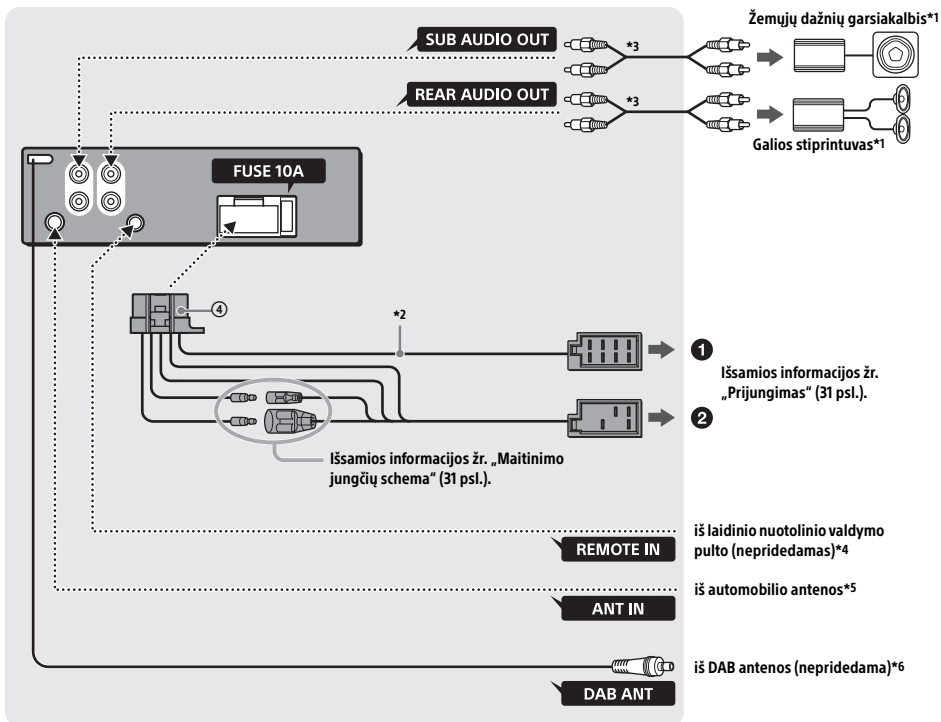 Žemųjų dažnių garsiakalbis*1
SUB AUDIO OUT
*3
REAR AUDIO OUT
*3
Galios stiprintuvas*1
FUSE 10A
④
*2
❶
Išsamios informacijos žr.
„Prijungimas“ (31 psl.).
❷
Išsamios informacijos žr. „Maitinimo
jungčių schema“ (31 psl.).
iš laidinio nuotolinio valdymo
pulto (nepridedamas)*4
REMOTE IN
iš automobilio antenos*5
ANT IN
iš DAB antenos (nepridedama)*6
DAB ANT